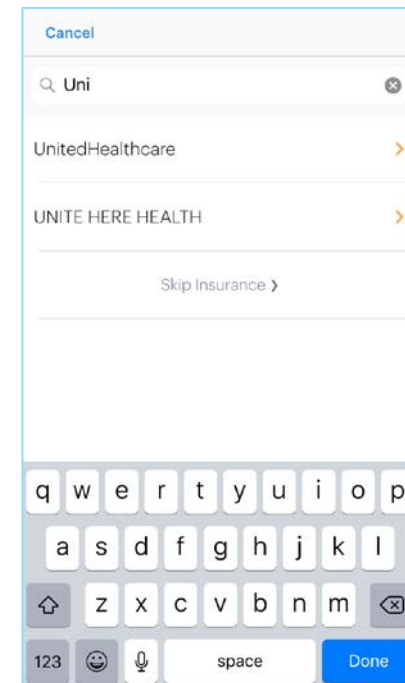 Cancel
Uni
UnitedHealthcare
UNITE HERE HEALTH
Skip Insurance ❯
q w e r t y u i o p
a s d f g h j k l
z x c v b n m
123 space Done